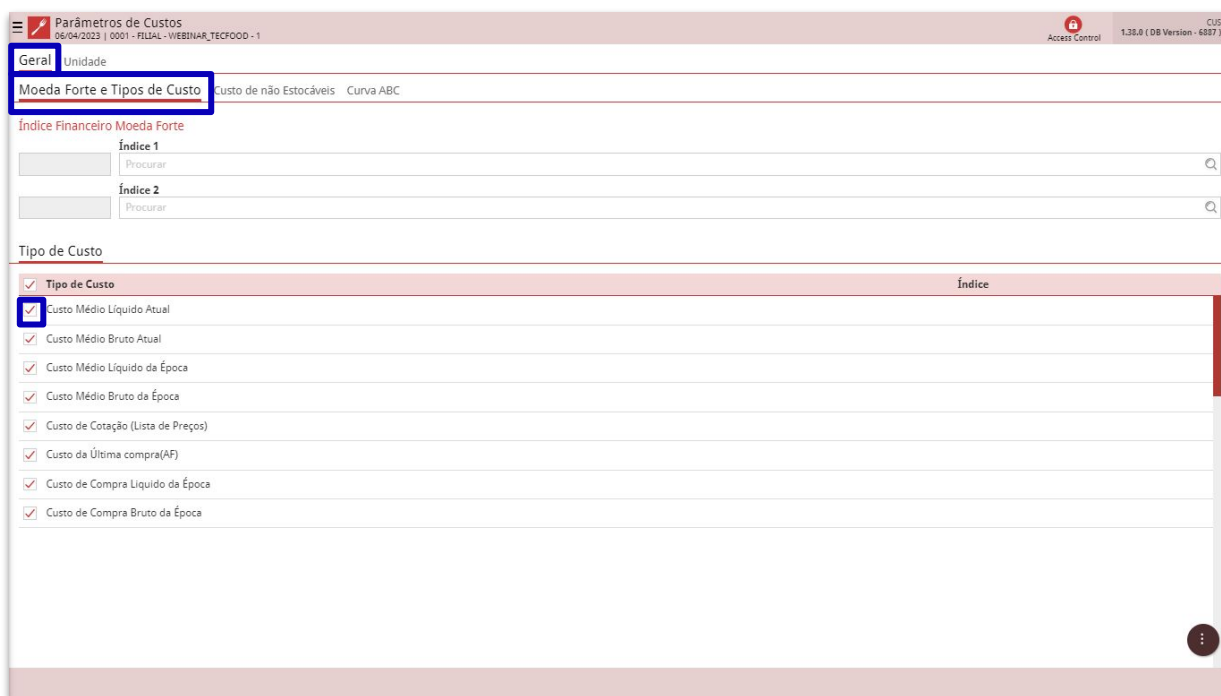 Parâmetros de Custos
06/04/2023 | 0001 - FILIAL - WEBINAR_TECFOOD - 1
Access Control
CUS
1.38.0 ( DB Version - 6887 )
Geral Unidade
Moeda Forte e Tipos de Custo Custo de não Estocáveis Curva ABC
Índice Financeiro Moeda Forte
Índice 1
Procurar
Índice 2
Procurar
Tipo de Custo
Tipo de Custo Índice
Custo Médio Líquido Atual
Custo Médio Bruto Atual
Custo Médio Líquido da Época
Custo Médio Bruto da Época
Custo de Cotação (Lista de Preços)
Custo da Última compra(AF)
Custo de Compra Liquido da Época
Custo de Compra Bruto da Época